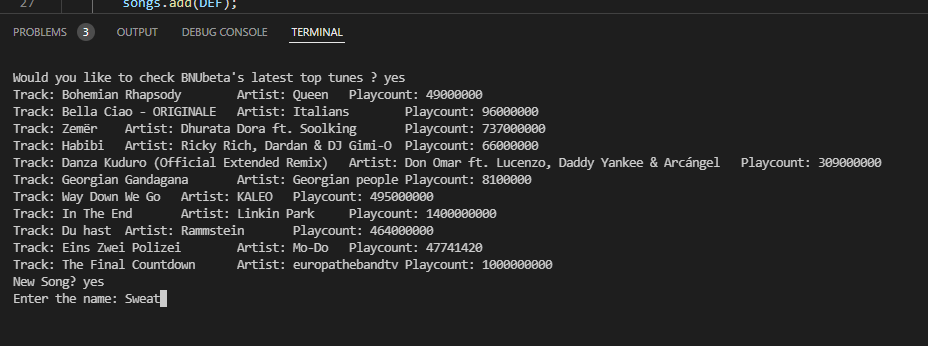 27 songs.add(DEF);
PROBLEMS 3 OUTPUT DEBUG CONSOLE TERMINAL
Would you like to check BNUbeta's latest top tunes ? yes
Track: Bohemian Rhapsody Artist: Queen Playcount: 49000000
Track: Bella Ciao - ORIGINALE Artist: Italians Playcount: 96000000
Track: Zemër Artist: Dhurata Dora ft. Soolking Playcount: 737000000
Track: Habibi Artist: Ricky Rich, Dardan & DJ Gimi-O Playcount: 66000000
Track: Danza Kuduro (Official Extended Remix) Artist: Don Omar ft. Lucenzo, Daddy Yankee & Arcángel Playcount: 309000000
Track: Georgian Gandagana Artist: Georgian people Playcount: 8100000
Track: Way Down We Go Artist: KALEO Playcount: 495000000
Track: In The End Artist: Linkin Park Playcount: 1400000000
Track: Du hast Artist: Rammstein Playcount: 464000000
Track: Eins Zwei Polizei Artist: Mo-Do Playcount: 47741420
Track: The Final Countdown Artist: europathebandtv Playcount: 1000000000
New Song? yes
Enter the name: Sweat